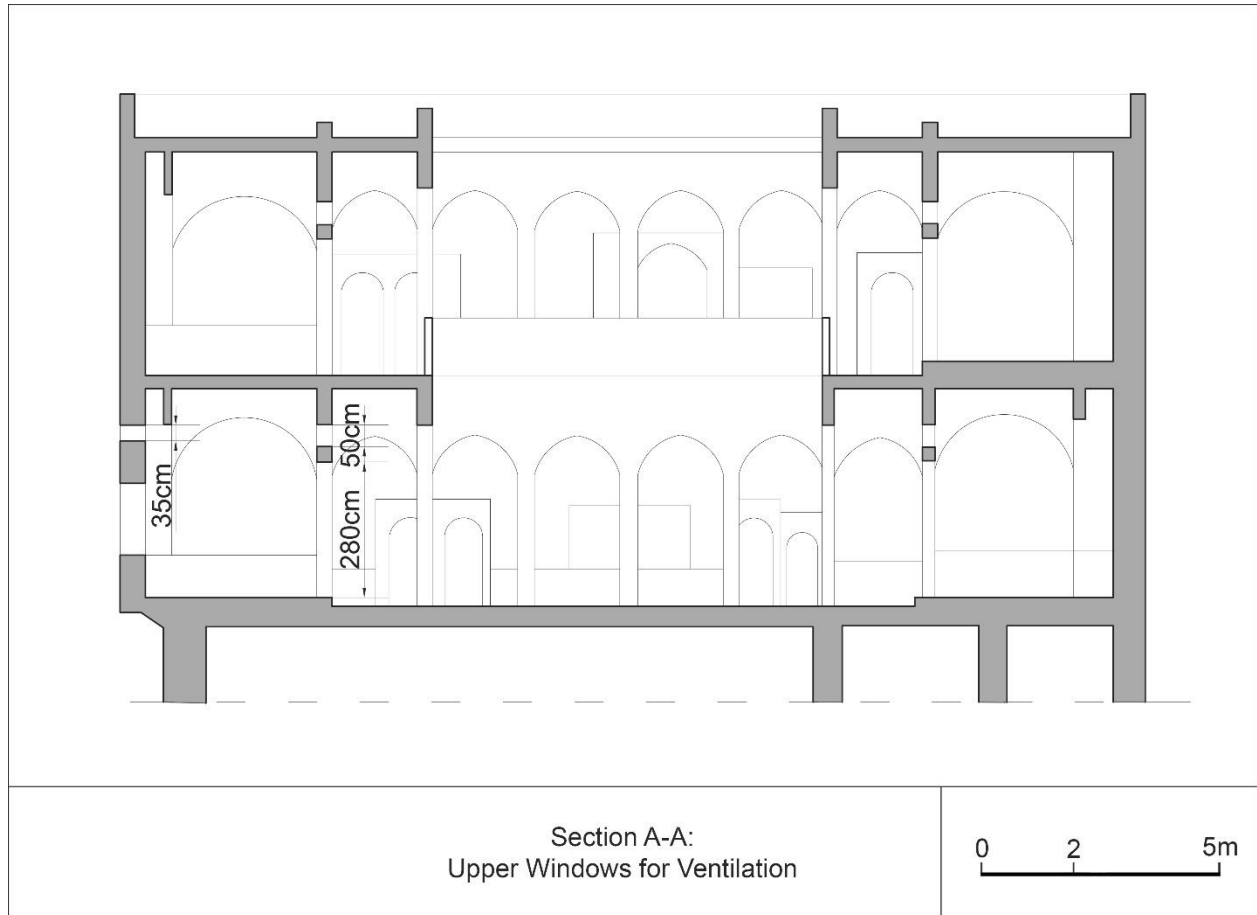 50cm
35cm
280cm
Section A-A:
Upper Windows for Ventilation
0 2 5m